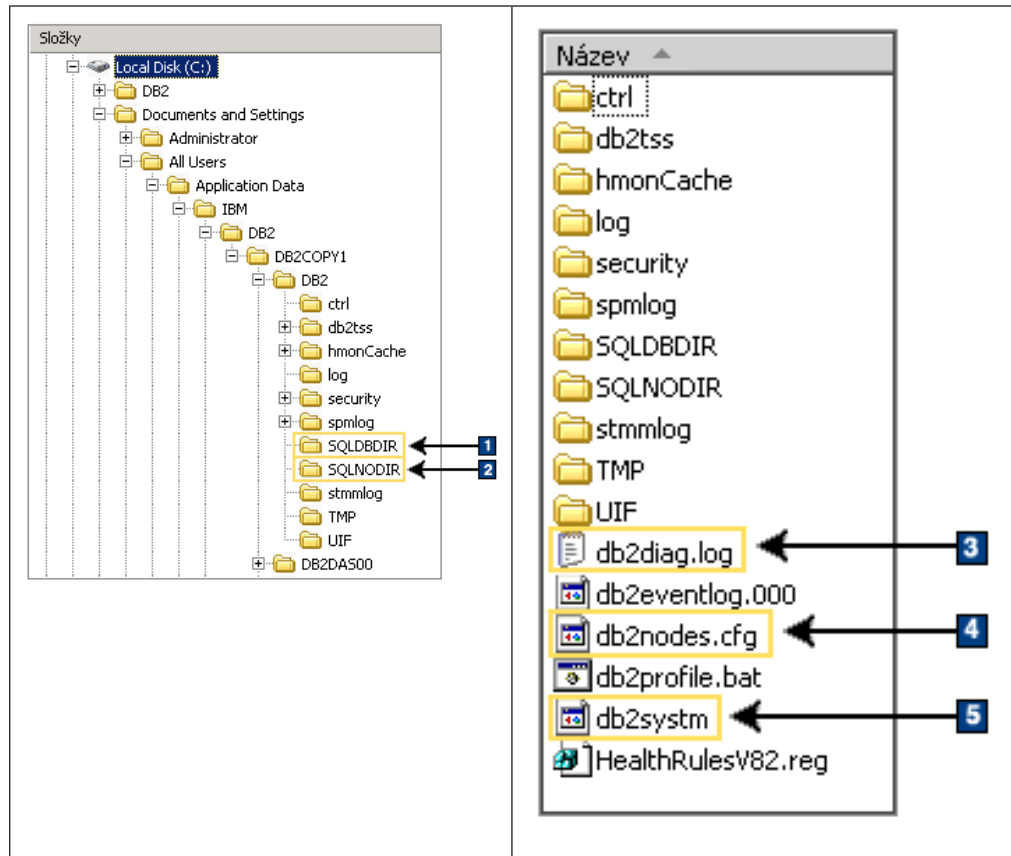 Složky
Local Disk (C:)
DB2
Documents and Settings
Administrator
All Users
Application Data
IBM
DB2
DB2COPY1
DB2
ctrl
db2tss
hmonCache
log
security
spmlog
SQLDBDIR
1
SQLNODIR
2
stmmlog
TMP
UIF
DB2DAS00
Název
ctrl
db2tss
hmonCache
log
security
spmlog
SQLDBDIR
SQLNODIR
stmmlog
TMP
UIF
db2diag.log
3
db2eventlog.000
db2nodes.cfg
4
db2profile.bat
db2systm
5
HealthRulesV82.reg